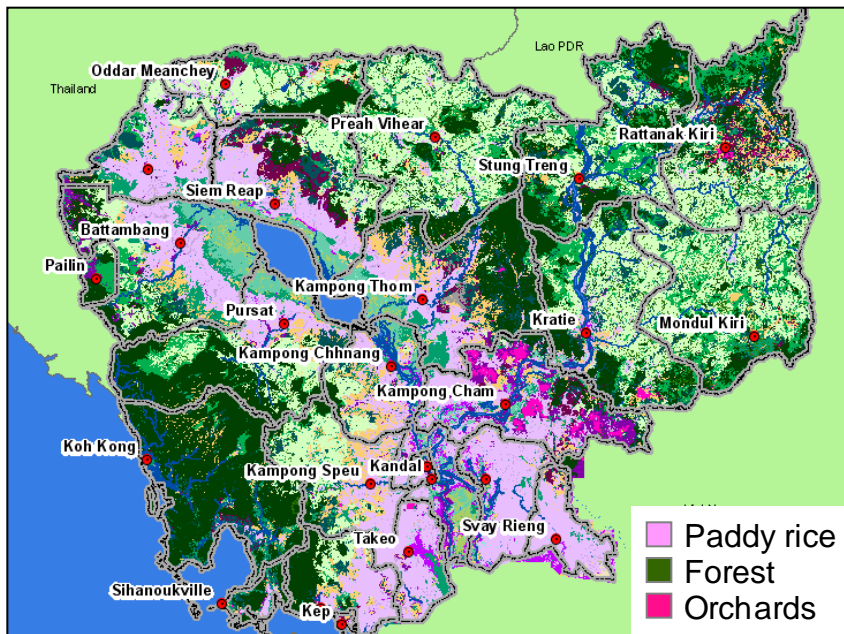 Lao PDR
Oddar Meanchey
Thailand
Preah Vihear
Rattanak Kiri
Stung Treng
Siem Reap
Battambang
Pailin
Kampong Thom
Pursat
Kratie
Mondul Kiri
Kampong Chhnang
Kampong Cham
Koh Kong
Kampong Speu
Kandal
Svay Rieng
Takeo
Sihanoukville
Kep
Paddy rice
Forest
Orchards